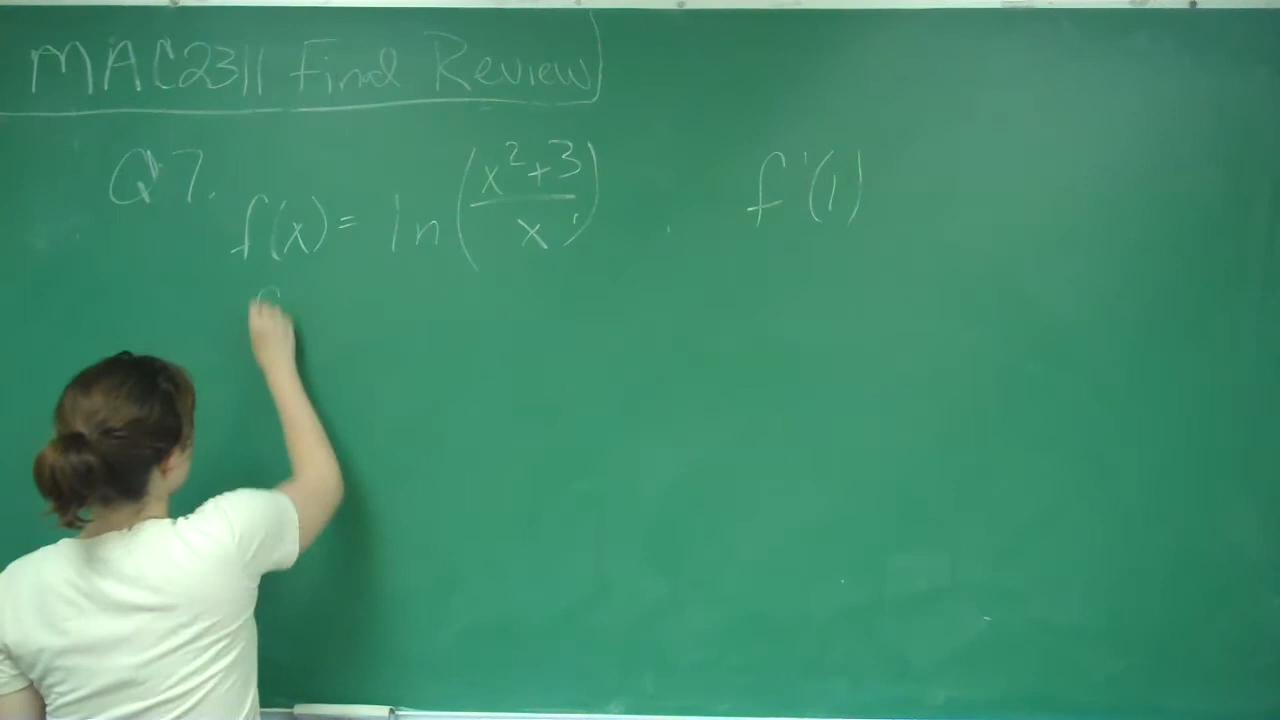 MAC2311 Final Review
Q7. f(x) = ln((x²+3)/x), f'(1)
f